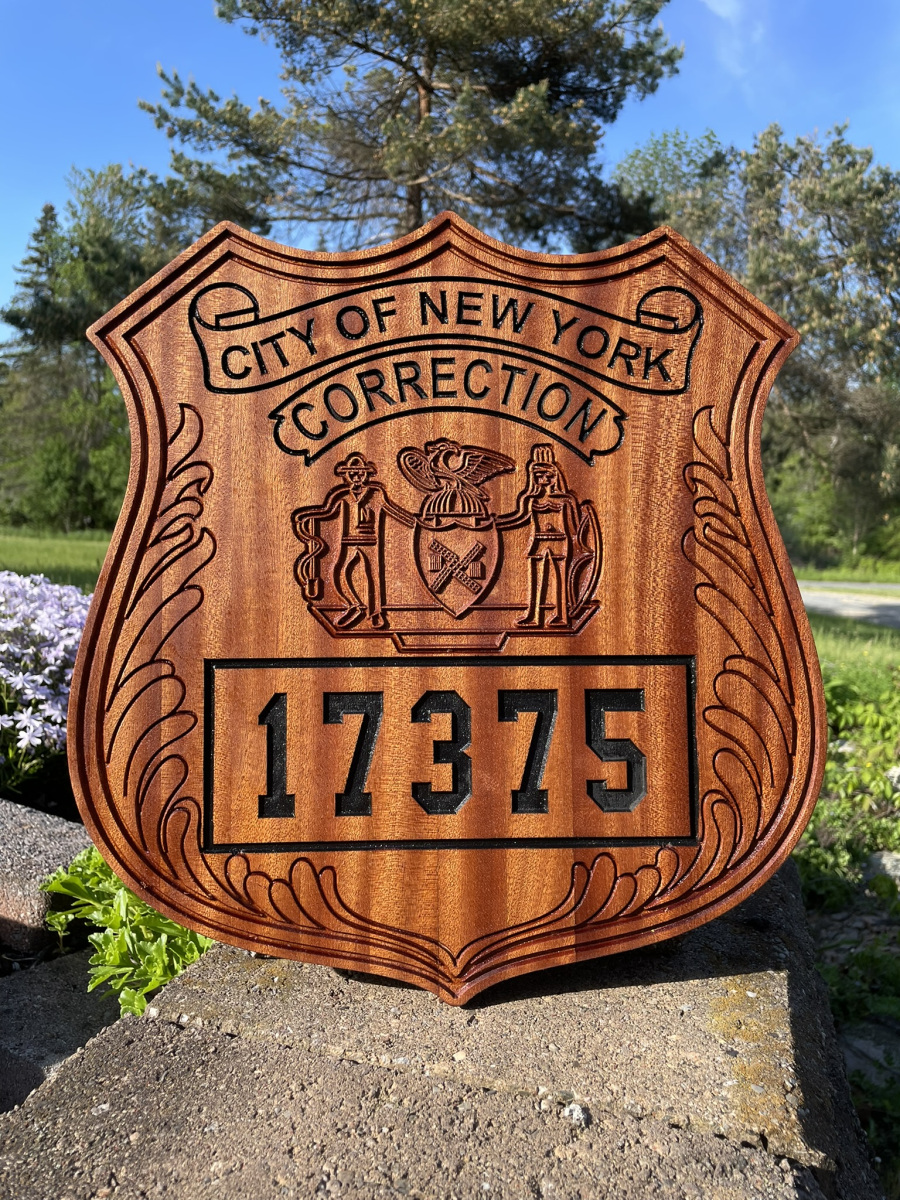 CITY OF NEW YORK
CORRECTION
17375